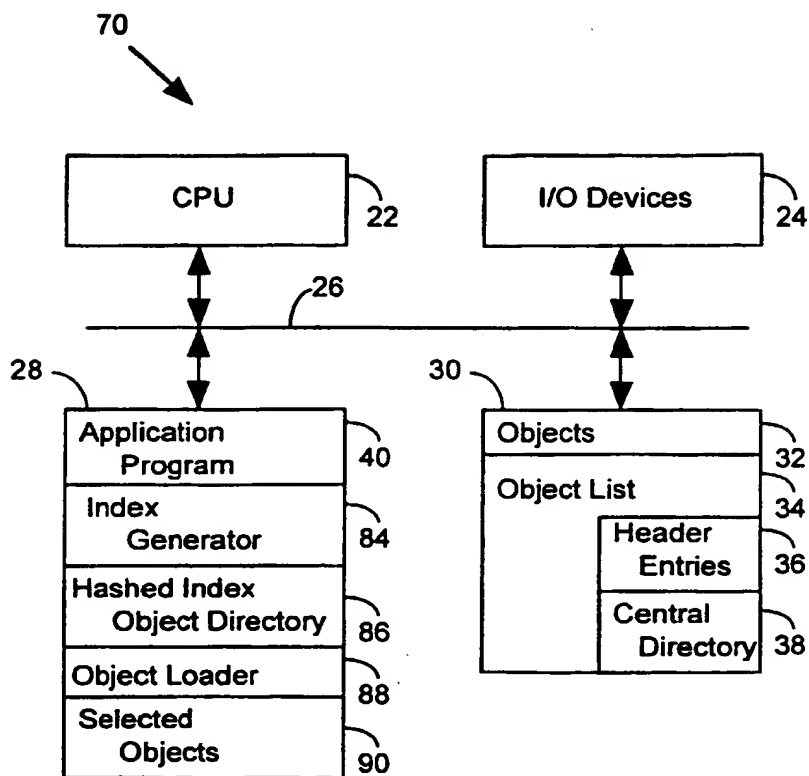 70
CPU
22
I/O Devices
24
26
28
Application
Program
40
Index
Generator
84
Hashed Index
Object Directory
86
Object Loader
88
Selected
Objects
90
30
Objects
32
Object List
34
Header
Entries
36
Central
Directory
38